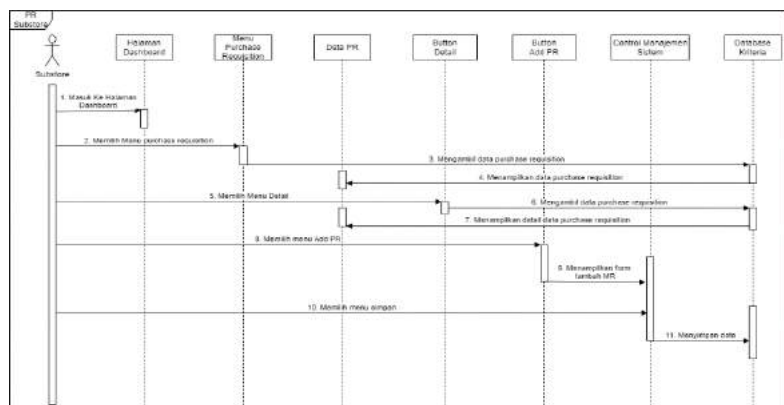 PR
Substore
Halaman
Dashboard
Menu
Purchase
Requisition
Data PR
Button
Detail
Button
Add PR
Control Manajemen
Sistem
Database
Kriteria
Substore
1. Masuk Ke Halaman
Dashboard
2. Memilih Menu purchase requisition
3. Mengambil data purchase requisition
4. Menampilkan data purchase requisition
5. Memilih Menu Detail
6. Mengambil data purchase requisition
7. Menampilkan detail data purchase requisition
8. Memilih menu Add PR
9. Menampilkan form
tambah MR
10. Memilih menu simpan
11. Menyimpan data